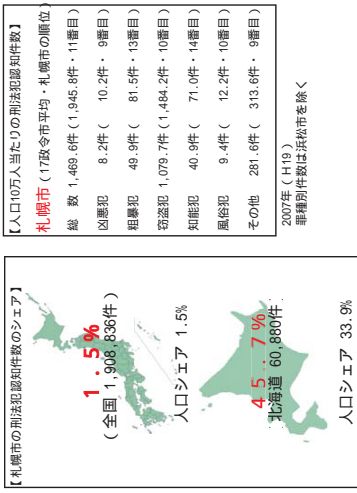 【札幌市の刑法犯認知件数のシェア】
1.5%
(全国 1,908,836件)
人口シェア 1.5%
45.7%
北海道 60,880件
人口シェア 33.9%
【人口10万人当たりの刑法犯認知件数】
札幌市(17政令市平均・札幌市の順位)
総 数 1,469.6件(1,945.8件・11番目)
凶悪犯 8.2件( 10.2件・ 9番目)
粗暴犯 49.9件( 81.5件・13番目)
窃盗犯 1,079.7件(1,484.2件・10番目)
知能犯 40.9件( 71.0件・14番目)
風俗犯 9.4件( 12.2件・10番目)
その他 281.6件( 313.6件・ 9番目)
2007年(H19)
罪種別件数は浜松市を除く